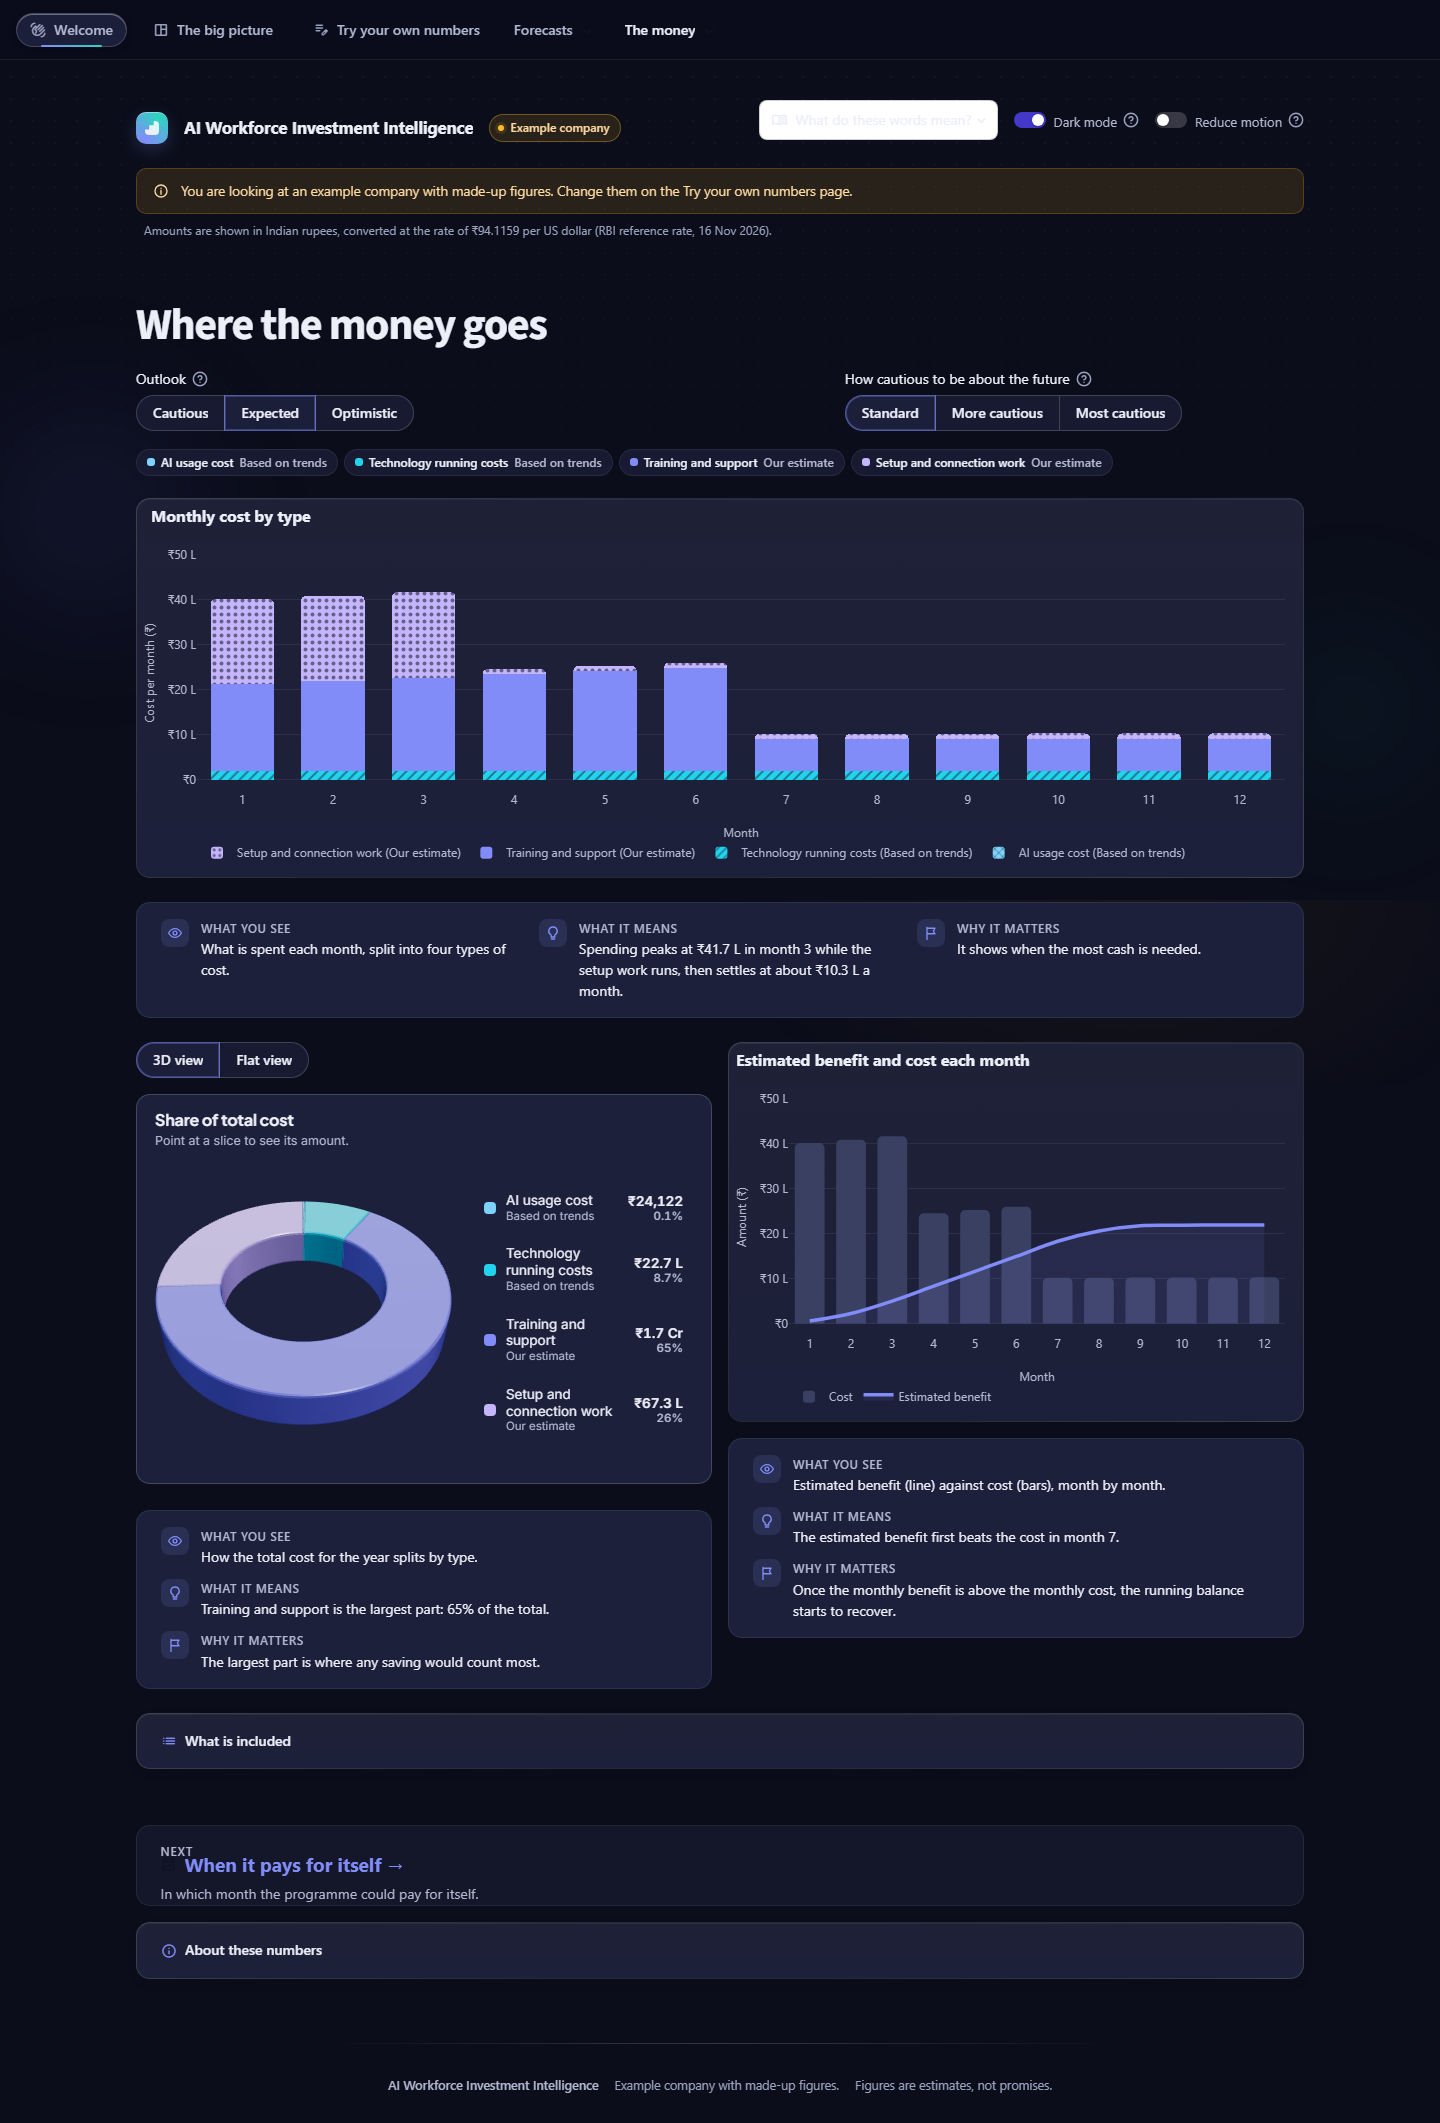 Welcome
The big picture
Try your own numbers
Forecasts
The money
AI Workforce Investment Intelligence
Example company
What do these words mean?
Dark mode
Reduce motion
You are looking at an example company with made-up figures. Change them on the Try your own numbers page.
Amounts are shown in Indian rupees, converted at the rate of ₹94.1159 per US dollar (RBI reference rate, 16 Nov 2026).
Where the money goes
Outlook
How cautious to be about the future
Cautious
Expected
Optimistic
Standard
More cautious
Most cautious
AI usage cost Based on trends
Technology running costs Based on trends
Training and support Our estimate
Setup and connection work Our estimate
Monthly cost by type
₹50 L
₹40 L
₹30 L
₹20 L
₹10 L
₹0
Cost per month (₹)
1 2 3 4 5 6 7 8 9 10 11 12
Month
Setup and connection work (Our estimate)
Training and support (Our estimate)
Technology running costs (Based on trends)
AI usage cost (Based on trends)
WHAT YOU SEE
What is spent each month, split into four types of
cost.
WHAT IT MEANS
Spending peaks at ₹41.7 L in month 3 while the
setup work runs, then settles at about ₹10.3 L a
month.
WHY IT MATTERS
It shows when the most cash is needed.
3D view
Flat view
Share of total cost
Point at a slice to see its amount.
AI usage cost
Based on trends
₹24,122
0.1%
Technology
running costs
Based on trends
₹22.7 L
8.7%
Training and
support
Our estimate
₹1.7 Cr
65%
Setup and
connection work
Our estimate
₹67.3 L
26%
WHAT YOU SEE
How the total cost for the year splits by type.
WHAT IT MEANS
Training and support is the largest part: 65% of the total.
WHY IT MATTERS
The largest part is where any saving would count most.
Estimated benefit and cost each month
₹50 L
₹40 L
₹30 L
₹20 L
₹10 L
₹0
Amount (₹)
1 2 3 4 5 6 7 8 9 10 11 12
Month
Cost
Estimated benefit
WHAT YOU SEE
Estimated benefit (line) against cost (bars), month by month.
WHAT IT MEANS
The estimated benefit first beats the cost in month 7.
WHY IT MATTERS
Once the monthly benefit is above the monthly cost, the running balance
starts to recover.
What is included
NEXT
When it pays for itself →
In which month the programme could pay for itself.
About these numbers
AI Workforce Investment Intelligence
Example company with made-up figures.
Figures are estimates, not promises.